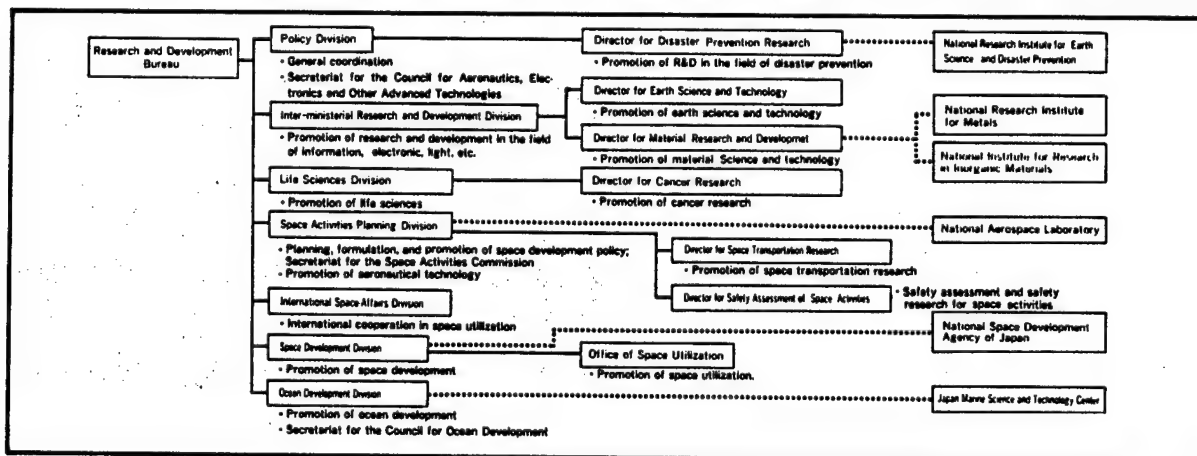 Research and Development
Bureau
Policy Division
• General coordination
• Secretariat for the Council for Aeronautics, Elec-
tronics and Other Advanced Technologies
Director for Disaster Prevention Research
• Promotion of R&D in the field of disaster prevention
National Research Institute for Earth
Science and Disaster Prevention
Inter-ministerial Research and Development Division
• Promotion of research and development in the field
of information, electronic, light, etc.
Director for Earth Science and Technology
• Promotion of earth science and technology
Director for Material Research and Developmet
• Promotion of material Science and technology
National Research Institute
for Metals
National Institute for Research
in Inorganic Materials
Life Sciences Division
• Promotion of life sciences
Director for Cancer Research
• Promotion of cancer research
Space Activities Planning Division
• Planning, formulation, and promotion of space development policy;
Secretariat for the Space Activities Commission
• Promotion of aeronautical technology
National Aerospace Laboratory
Director for Space Transportation Research
• Promotion of space transportation research
Director for Safety Assessment of Space Activities
• Safety assessment and safety
research for space activities
International Space Affairs Division
• International cooperation in space utilization
Space Development Division
• Promotion of space development
Office of Space Utilization
• Promotion of space utilization.
National Space Development
Agency of Japan
Ocean Development Division
• Promotion of ocean development
• Secretariat for the Council for Ocean Development
Japan Marine Science and Technology Center